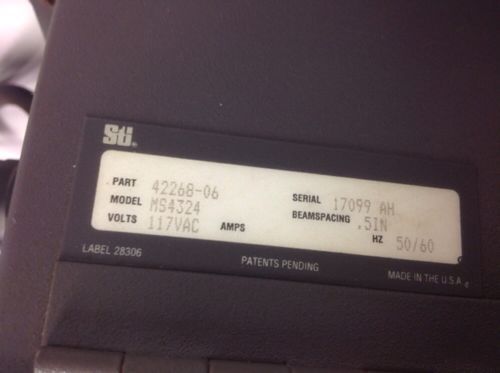 Sti®
PART 42268-06 SERIAL 17099 AH
MODEL MS4324 BEAMSPACING .5IN
VOLTS 117VAC AMPS HZ 50/60
LABEL 28306 PATENTS PENDING MADE IN THE U.S.A.